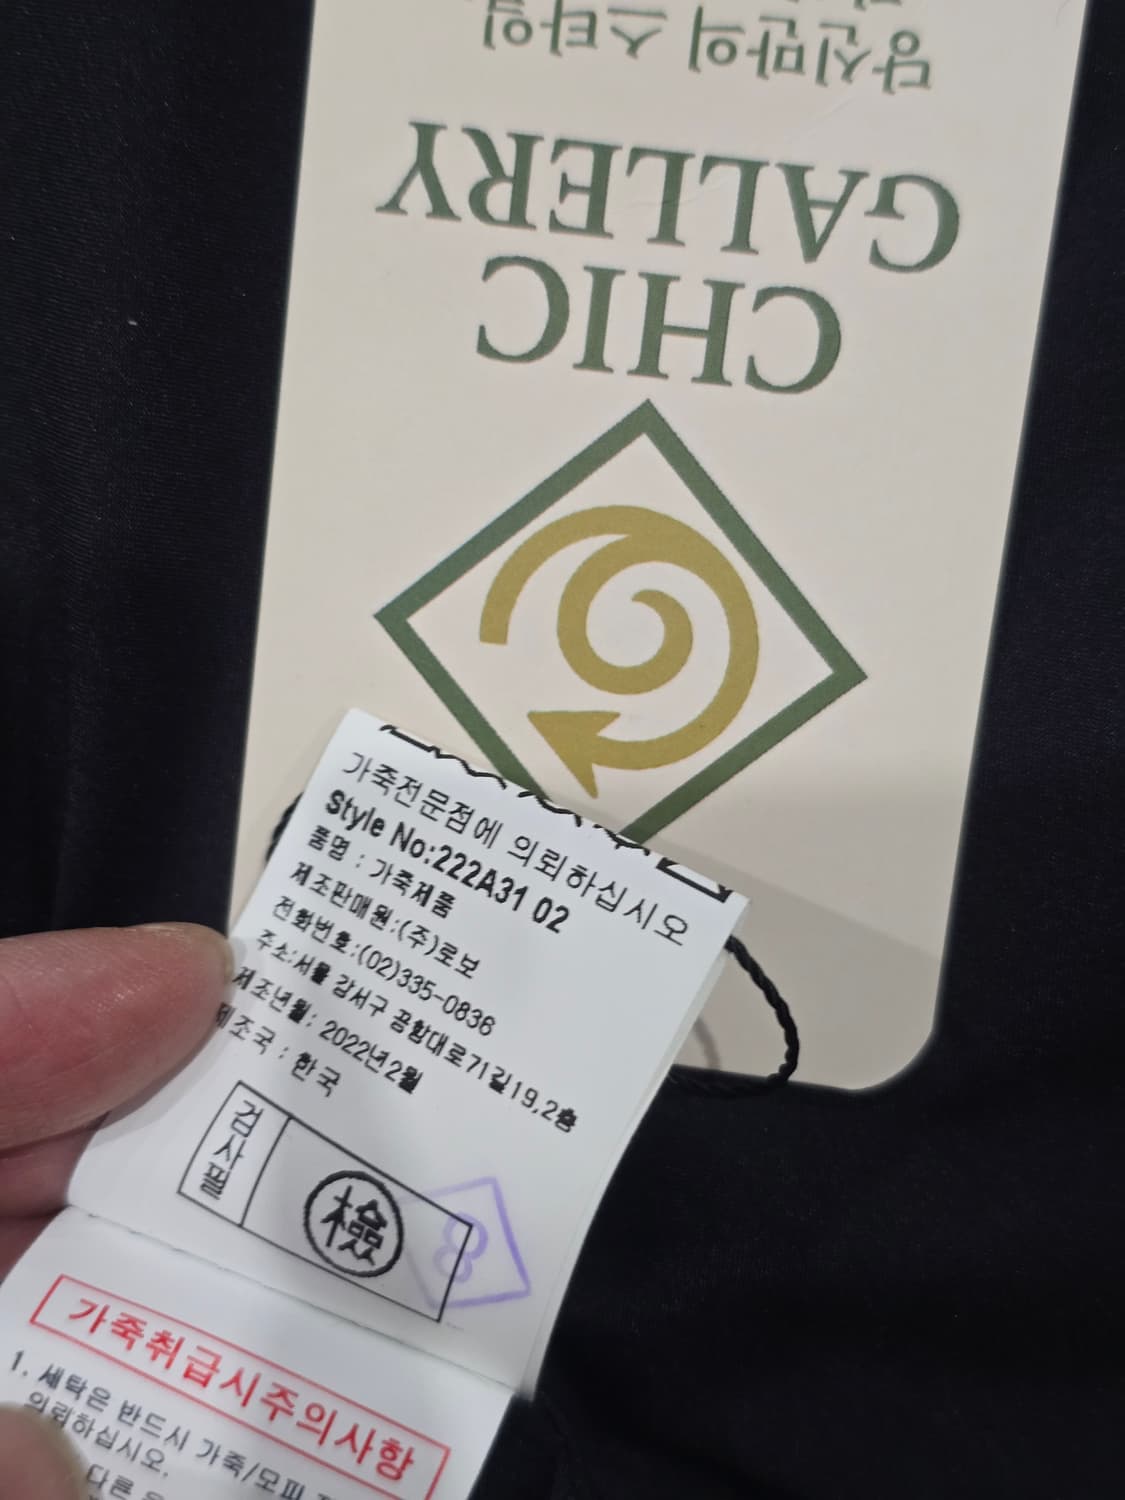 당신만의 스타일
CHIC
GALLERY
가죽전문점에 의뢰하십시오
Style No:222A31 02
품명 : 가죽제품
제조판매원:(주)로보
전화번호:(02)335-0836
주소:서울 강서구 공항대로71길19,2층
제조년월: 2022년2월
제조국 : 한국
검사필
檢
8
가죽취급시주의사항
1. 세탁은 반드시 가죽/모피
의뢰하십시오.
다른